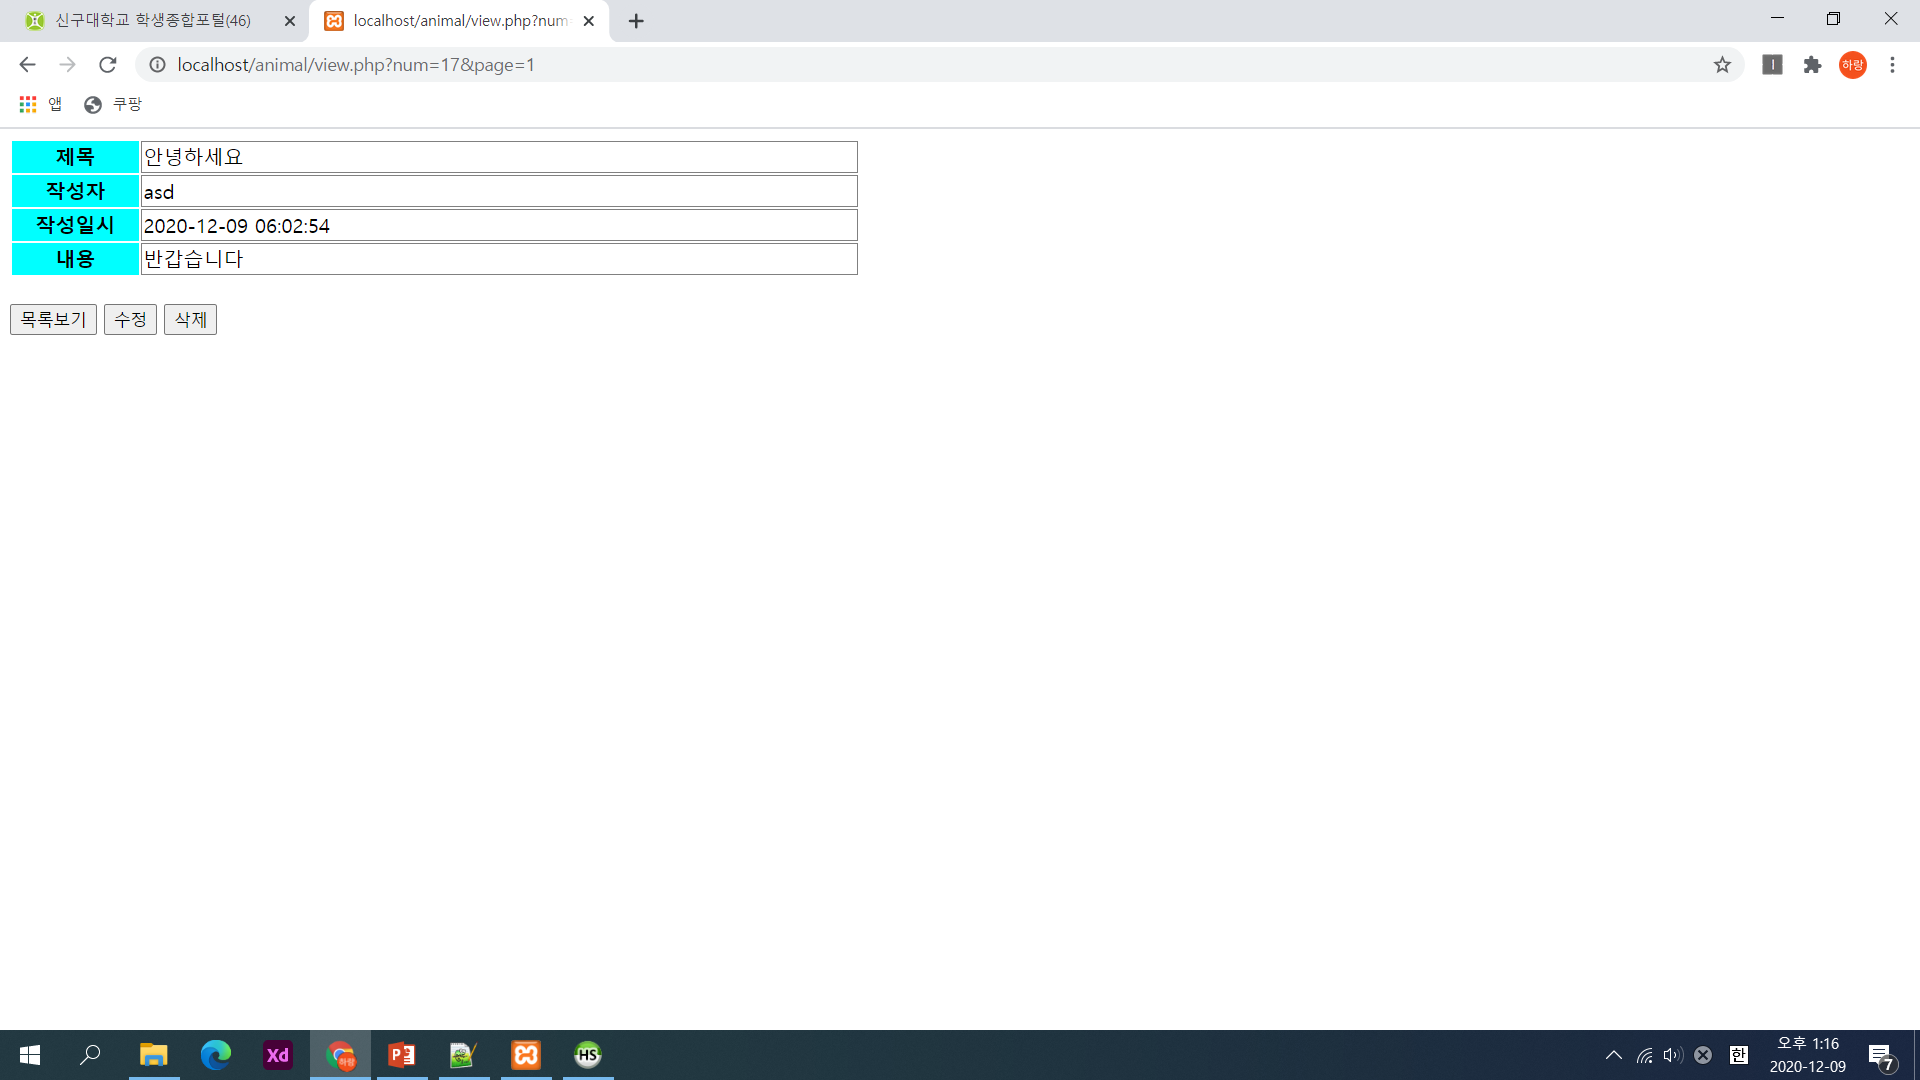 신구대학교 학생종합포털(46)
localhost/animal/view.php?num
localhost/animal/view.php?num=17&page=1
하랑
앱
쿠팡
제목 안녕하세요
작성자 asd
작성일시 2020-12-09 06:02:54
내용 반갑습니다
목록보기 수정 삭제
Xd
하랑
HS
한
오후 1:16
2020-12-09
7